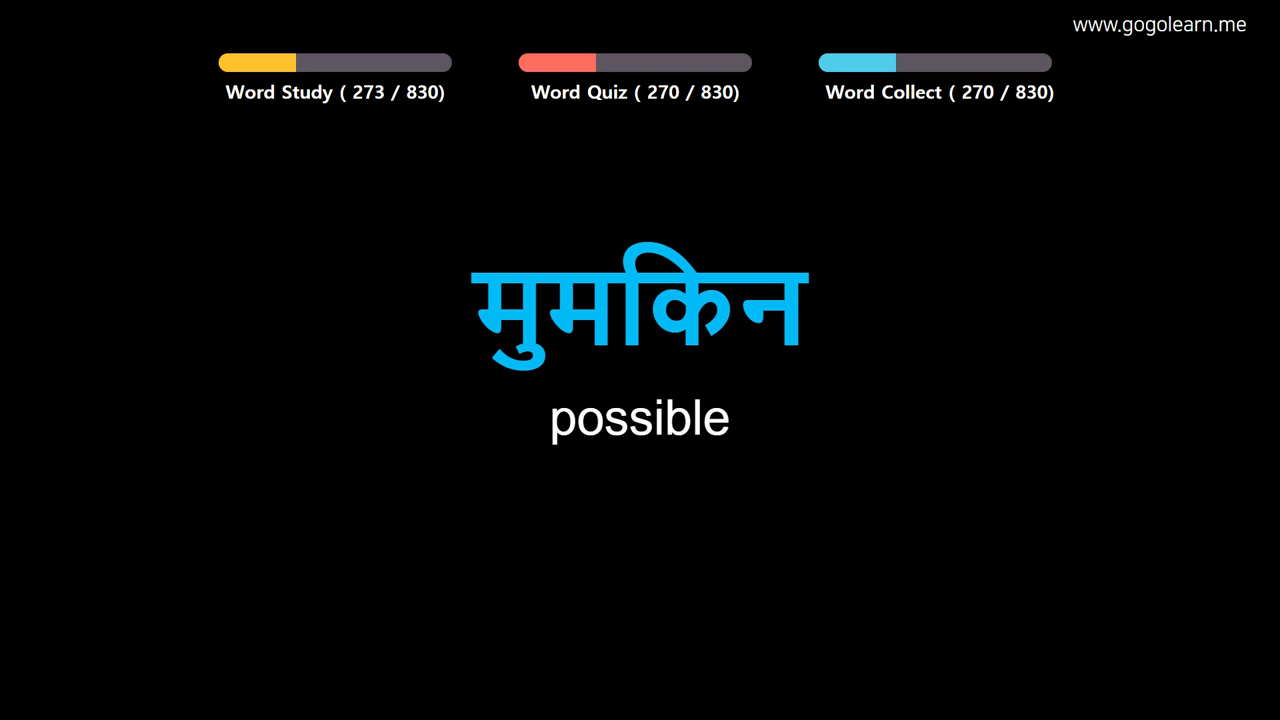 www.gogolearn.me
Word Study ( 273 / 830)
Word Quiz ( 270 / 830)
Word Collect ( 270 / 830)
मुमकिन
possible